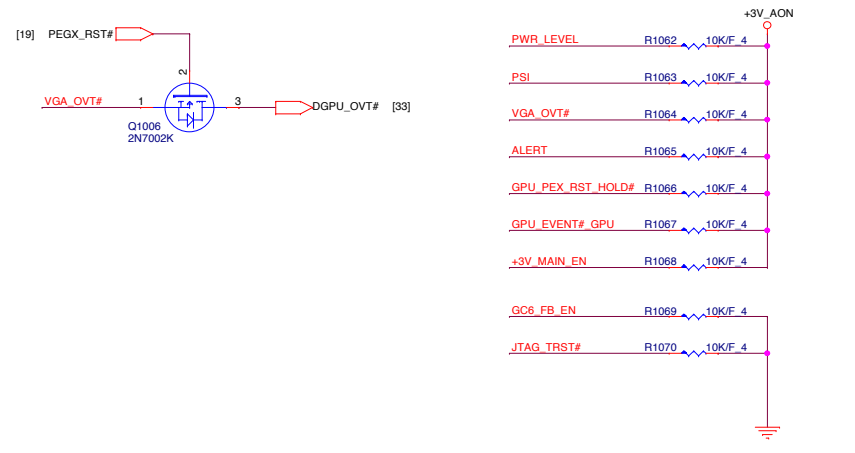 [19] PEGX_RST#
2
VGA_OVT# 1 3 DGPU_OVT# [33]
Q1006
2N7002K
+3V_AON
PWR_LEVEL R1062 10K/F_4
PSI R1063 10K/F_4
VGA_OVT# R1064 10K/F_4
ALERT R1065 10K/F_4
GPU_PEX_RST_HOLD# R1066 10K/F_4
GPU_EVENT#_GPU R1067 10K/F_4
+3V_MAIN_EN R1068 10K/F_4
GC6_FB_EN R1069 10K/F_4
JTAG_TRST# R1070 10K/F_4